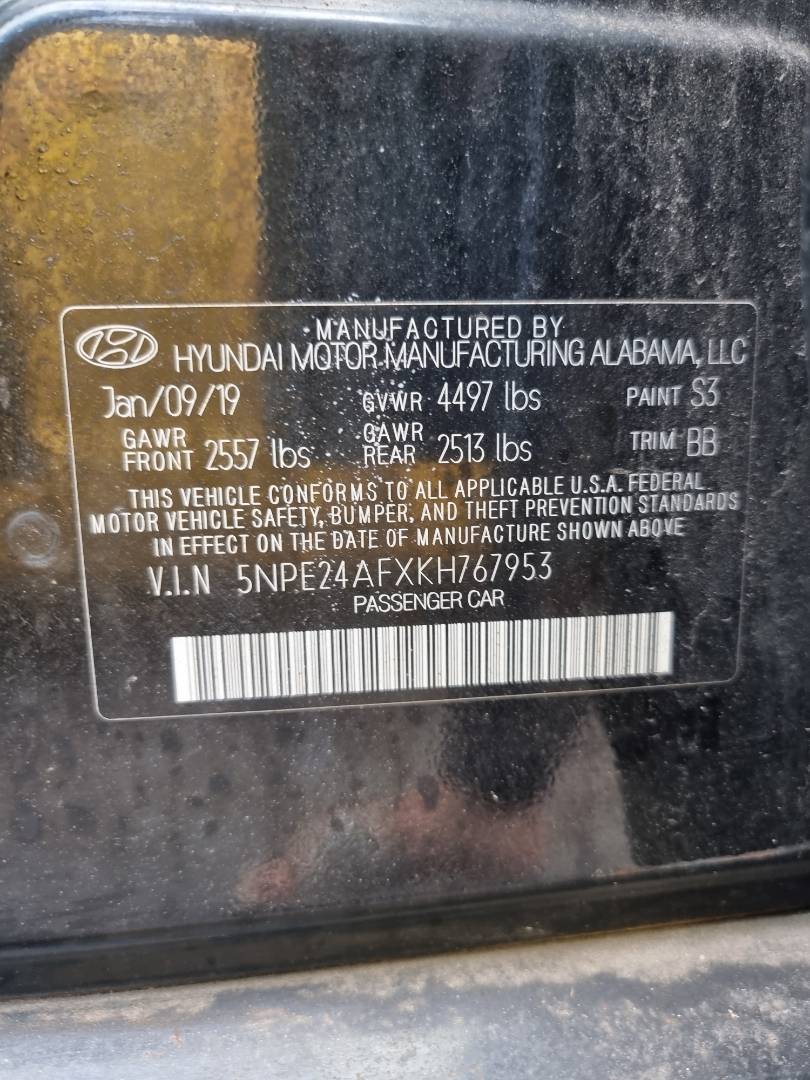 MANUFACTURED BY
HYUNDAI MOTOR MANUFACTURING ALABAMA, LLC
Jan/09/19 GVWR 4497 lbs PAINT S3
GAWR FRONT 2557 lbs GAWR REAR 2513 lbs TRIM BB
THIS VEHICLE CONFORMS TO ALL APPLICABLE U.S.A. FEDERAL
MOTOR VEHICLE SAFETY, BUMPER, AND THEFT PREVENTION STANDARDS
IN EFFECT ON THE DATE OF MANUFACTURE SHOWN ABOVE
V.I.N 5NPE24AFXKH767953
PASSENGER CAR